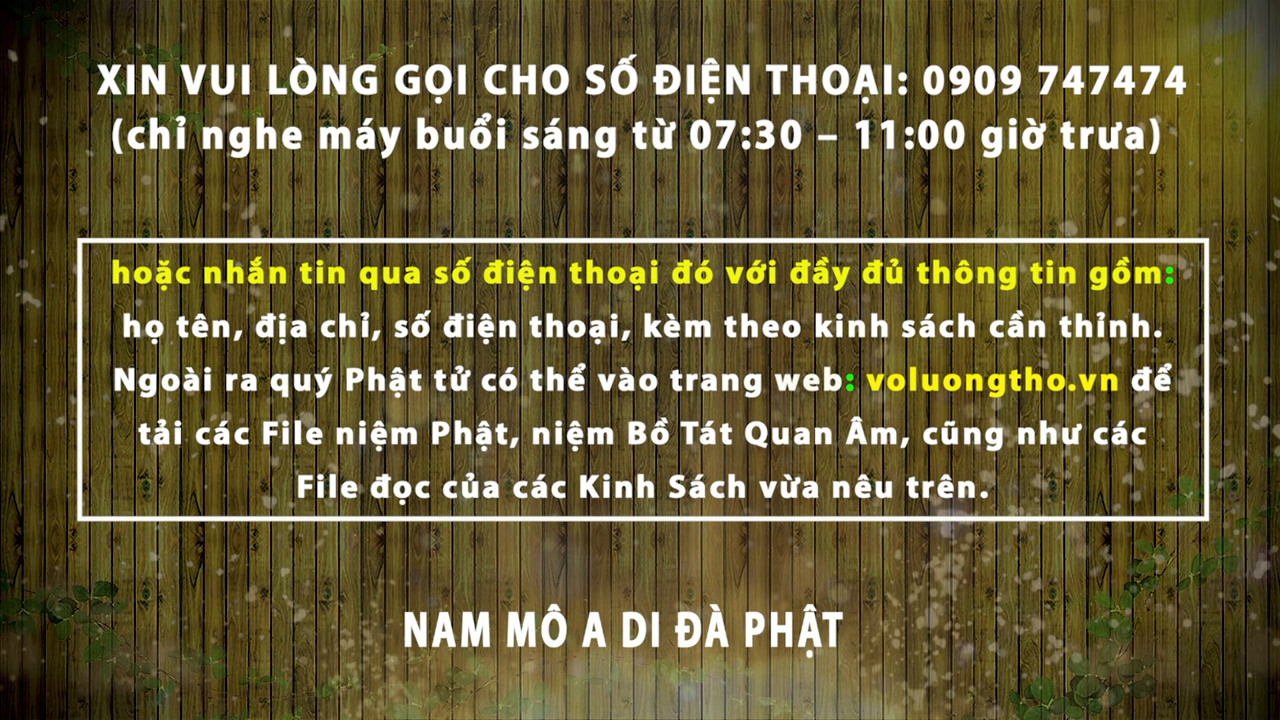 XIN VUI LÒNG GỌI CHO SỐ ĐIỆN THOẠI: 0909 747474
(chỉ nghe máy buổi sáng từ 07:30 – 11:00 giờ trưa)
hoặc nhắn tin qua số điện thoại đó với đầy đủ thông tin gồm:
họ tên, địa chỉ, số điện thoại, kèm theo kinh sách cần thỉnh.
Ngoài ra quý Phật tử có thể vào trang web: voluongtho.vn để
tải các File niệm Phật, niệm Bồ Tát Quan Âm, cũng như các
File đọc của các Kinh Sách vừa nêu trên.
NAM MÔ A DI ĐÀ PHẬT